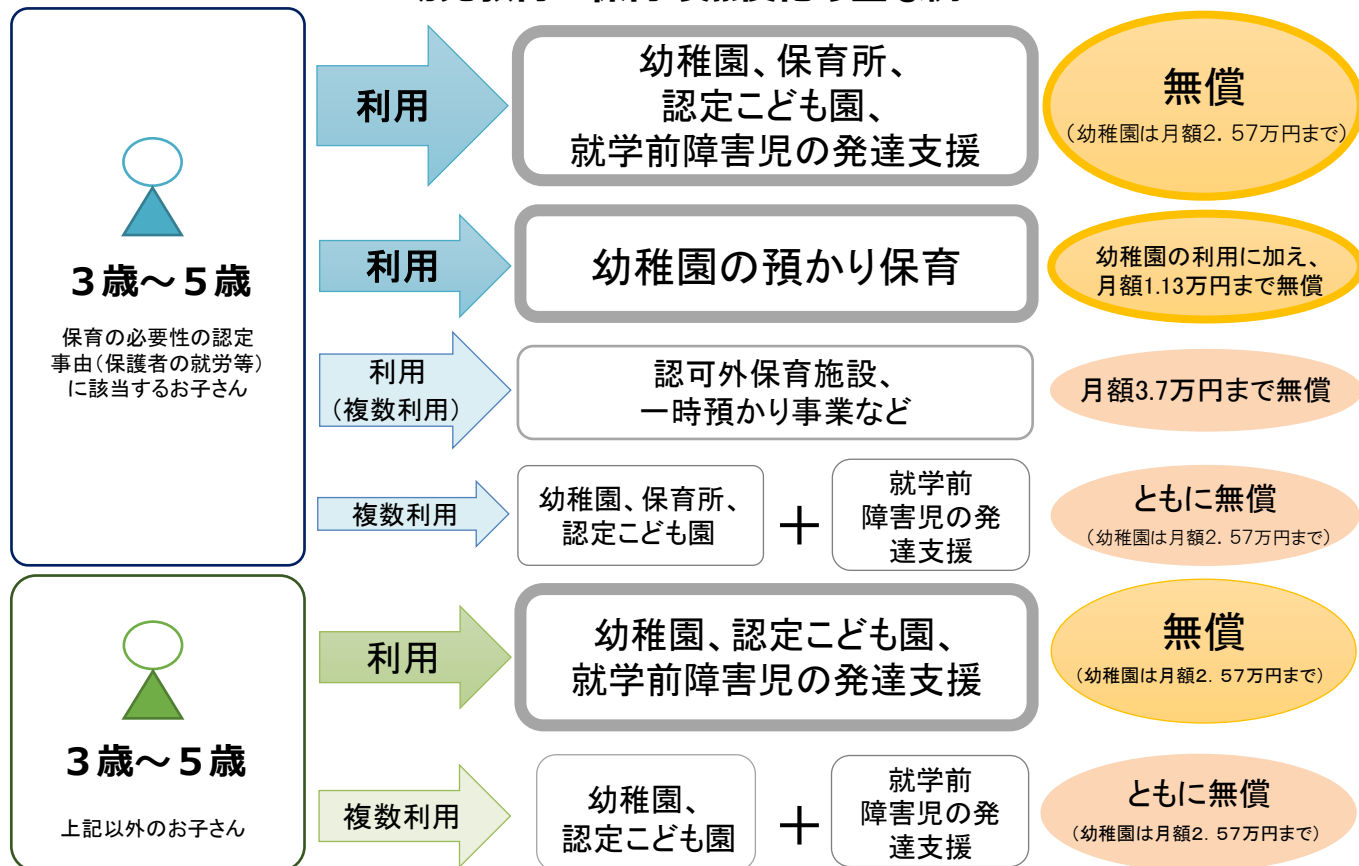 ３歳～５歳
保育の必要性の認定
事由（保護者の就労等）
に該当するお子さん
利用
幼稚園、保育所、
認定こども園、
就学前障害児の発達支援
無償
（幼稚園は月額2．57万円まで）
利用
幼稚園の預かり保育
幼稚園の利用に加え、
月額1.13万円まで無償
利用
（複数利用）
認可外保育施設、
一時預かり事業など
月額3.7万円まで無償
複数利用
幼稚園、保育所、
認定こども園
＋
就学前
障害児の発
達支援
ともに無償
（幼稚園は月額2．57万円まで）
３歳～５歳
上記以外のお子さん
利用
幼稚園、認定こども園、
就学前障害児の発達支援
無償
（幼稚園は月額2．57万円まで）
複数利用
幼稚園、
認定こども園
＋
就学前
障害児の発
達支援
ともに無償
（幼稚園は月額2．57万円まで）